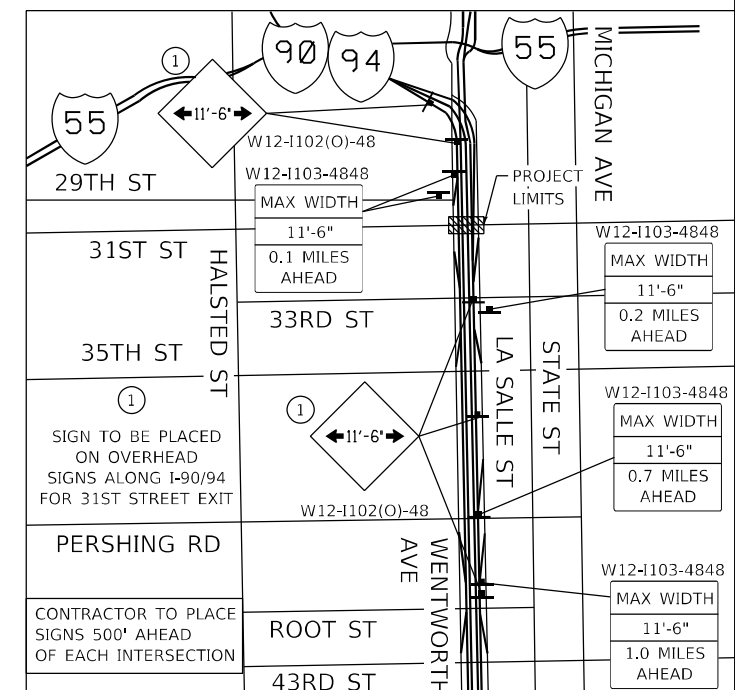 90
94
55
MICHIGAN AVE
1
11'-6"
55
W12-I102(O)-48
29TH ST
W12-I103-4848
MAX WIDTH
11'-6"
0.1 MILES
AHEAD
PROJECT
LIMITS
31ST ST
HALSTED ST
W12-I103-4848
MAX WIDTH
11'-6"
0.2 MILES
AHEAD
33RD ST
35TH ST
LA SALLE ST
STATE ST
1
SIGN TO BE PLACED
ON OVERHEAD
SIGNS ALONG I-90/94
FOR 31ST STREET EXIT
1
11'-6"
W12-I102(O)-48
W12-I103-4848
MAX WIDTH
11'-6"
0.7 MILES
AHEAD
PERSHING RD
WENTWORTH
AVE
W12-I103-4848
MAX WIDTH
11'-6"
1.0 MILES
AHEAD
CONTRACTOR TO PLACE
SIGNS 500' AHEAD
OF EACH INTERSECTION
ROOT ST
43RD ST